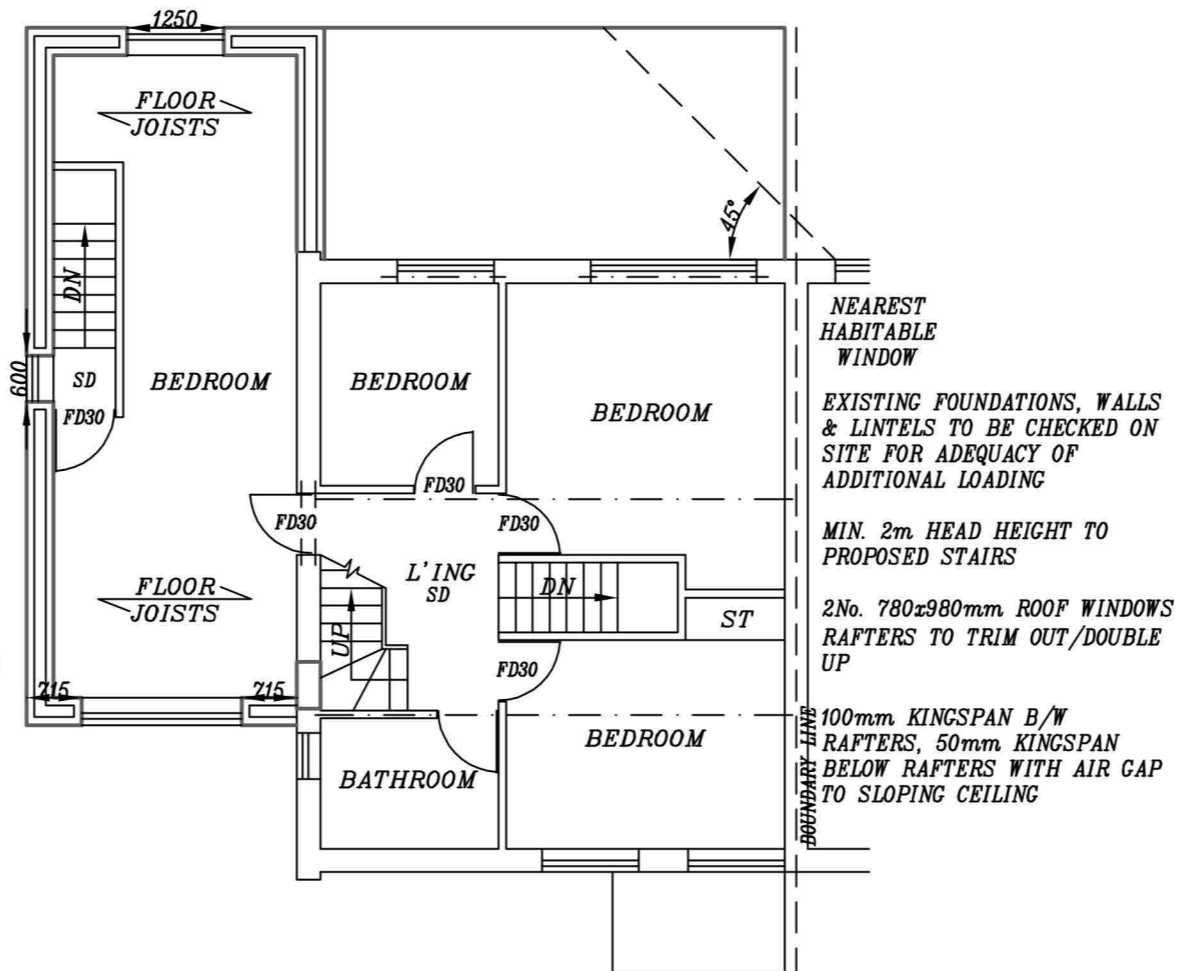 1250
FLOOR
JOISTS
45°
DN
NEAREST
HABITABLE
WINDOW
600
SD
BEDROOM
BEDROOM
BEDROOM
FD30
EXISTING FOUNDATIONS, WALLS
& LINTELS TO BE CHECKED ON
SITE FOR ADEQUACY OF
ADDITIONAL LOADING
FD30
FD30
FD30
MIN. 2m HEAD HEIGHT TO
PROPOSED STAIRS
FLOOR
JOISTS
L'ING
SD
DN
ST
UP
2No. 780x980mm ROOF WINDOWS
RAFTERS TO TRIM OUT/DOUBLE
UP
FD30
715
715
BEDROOM
BATHROOM
BOUNDARY LINE
100mm KINGSPAN B/W
RAFTERS, 50mm KINGSPAN
BELOW RAFTERS WITH AIR GAP
TO SLOPING CEILING